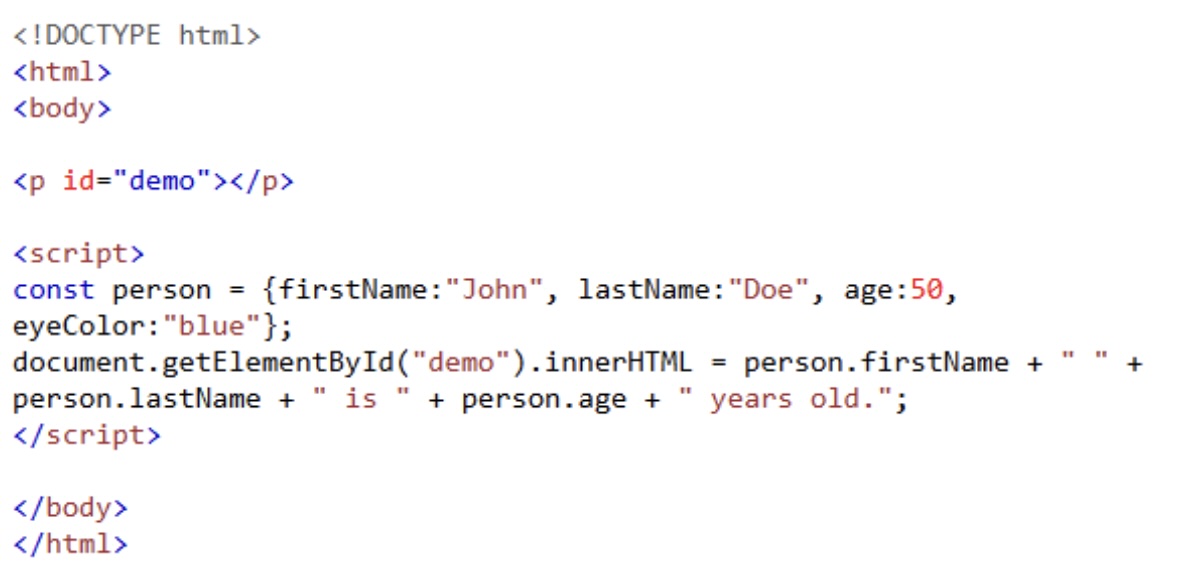 <!DOCTYPE html>
<html>
<body>
<p id="demo"></p>
<script>
const person = {firstName:"John", lastName:"Doe", age:50,
eyeColor:"blue"};
document.getElementById("demo").innerHTML = person.firstName + " " +
person.lastName + " is " + person.age + " years old.";
</script>
</body>
</html>